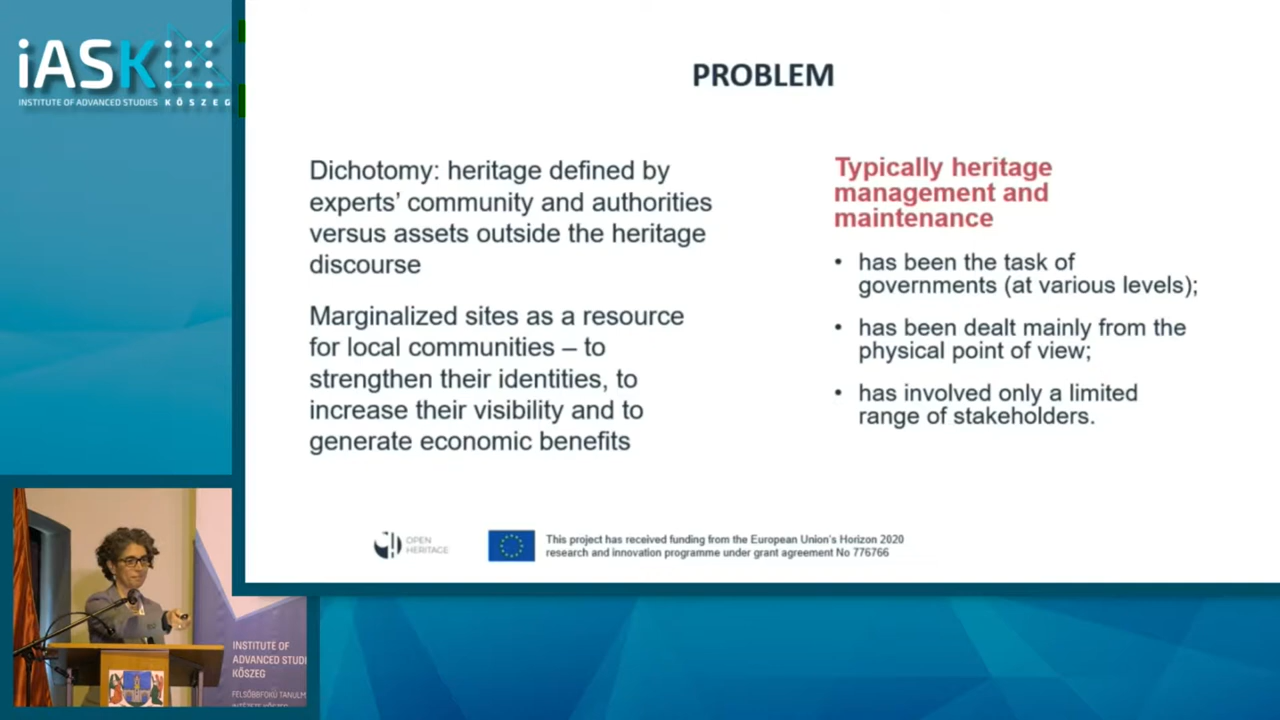 iASK
INSTITUTE OF ADVANCED STUDIES KŐSZEG
PROBLEM
Dichotomy: heritage defined by
experts’ community and authorities
versus assets outside the heritage
discourse
Marginalized sites as a resource
for local communities – to
strengthen their identities, to
increase their visibility and to
generate economic benefits
Typically heritage
management and
maintenance
• has been the task of
governments (at various levels);
• has been dealt mainly from the
physical point of view;
• has involved only a limited
range of stakeholders.
OPEN
HERITAGE
This project has received funding from the European Union's Horizon 2020
research and innovation programme under grant agreement No 776766
INSTITUTE OF
ADVANCED STUDI
KŐSZEG
FELSŐBBFOKÚ TANULM